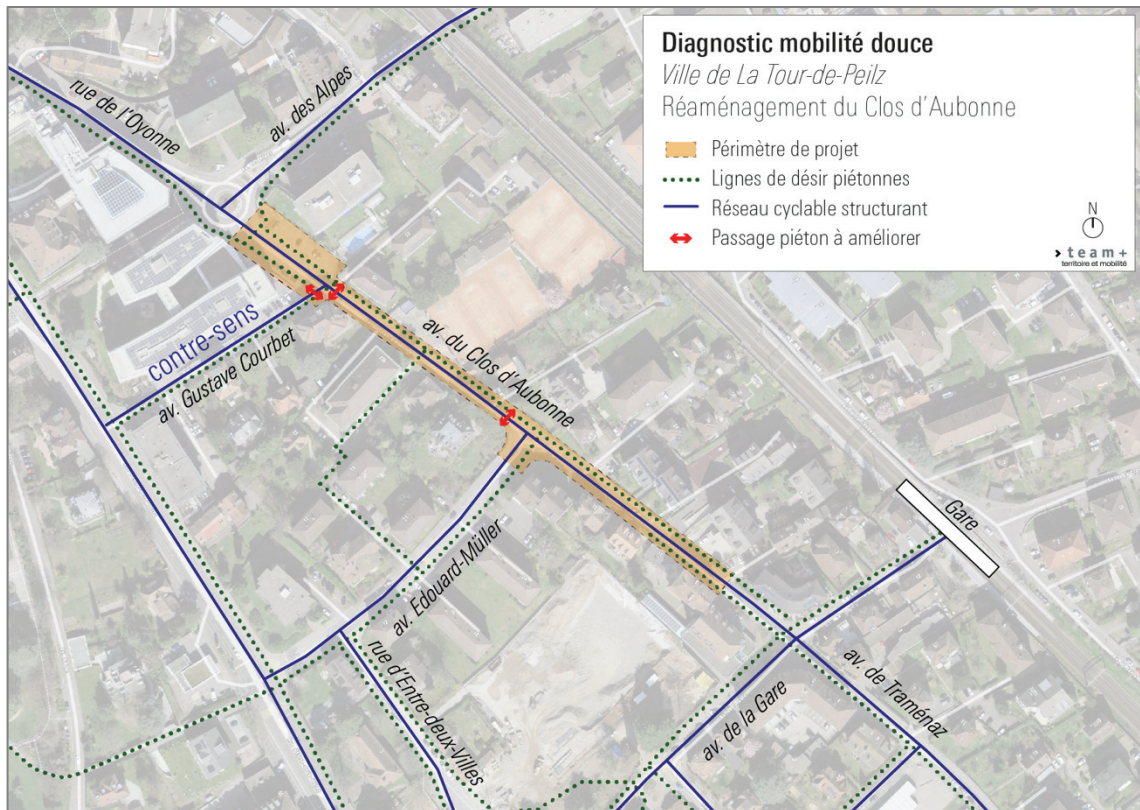 Diagnostic mobilité douce
Ville de La Tour-de-Peilz
Réaménagement du Clos d'Aubonne
Périmètre de projet
Lignes de désir piétonnes
Réseau cyclable structurant
Passage piéton à améliorer
N
> team+
territoire et mobilité
rue de l'Oyonne
av. des Alpes
contre-sens
av. Gustave Courbet
av. du Clos d'Aubonne
Gare
av. Edouard-Müller
rue d'Entre-deux-Villes
av. de la Gare
av. de Traménaz